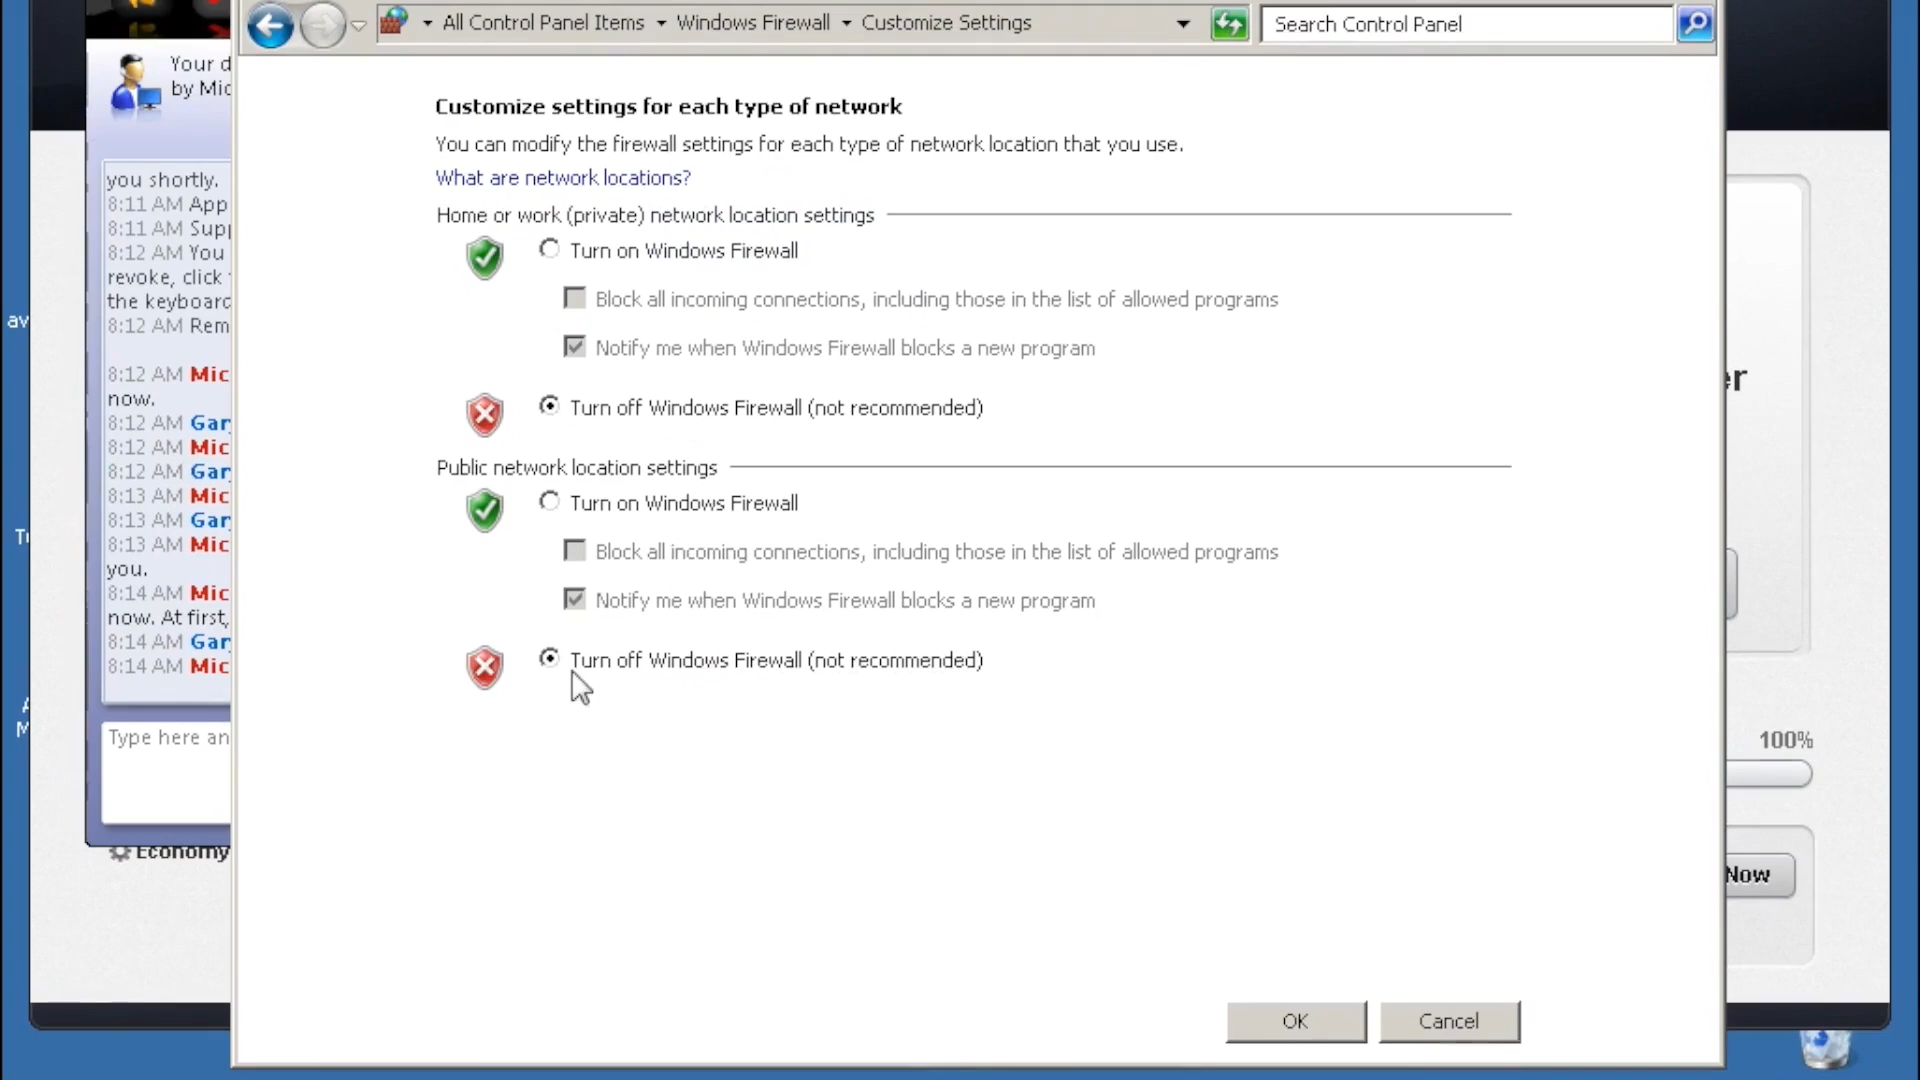 All Control Panel Items Windows Firewall Customize Settings
Search Control Panel
Your d
by Mic
you shortly.
8:11 AM App
8:11 AM Supp
8:12 AM You
revoke, click
the keyboard
8:12 AM Rem
8:12 AM Mic
now.
8:12 AM Gary
8:12 AM Mic
8:12 AM Gary
8:13 AM Mic
8:13 AM Gary
8:13 AM Mic
you.
8:14 AM Mic
now. At first,
8:14 AM Gary
8:14 AM Mic
Type here an
Economy
av
Customize settings for each type of network
You can modify the firewall settings for each type of network location that you use.
What are network locations?
Home or work (private) network location settings
Turn on Windows Firewall
Block all incoming connections, including those in the list of allowed programs
Notify me when Windows Firewall blocks a new program
Turn off Windows Firewall (not recommended)
Public network location settings
Turn on Windows Firewall
Block all incoming connections, including those in the list of allowed programs
Notify me when Windows Firewall blocks a new program
Turn off Windows Firewall (not recommended)
OK
Cancel
er
100%
Now